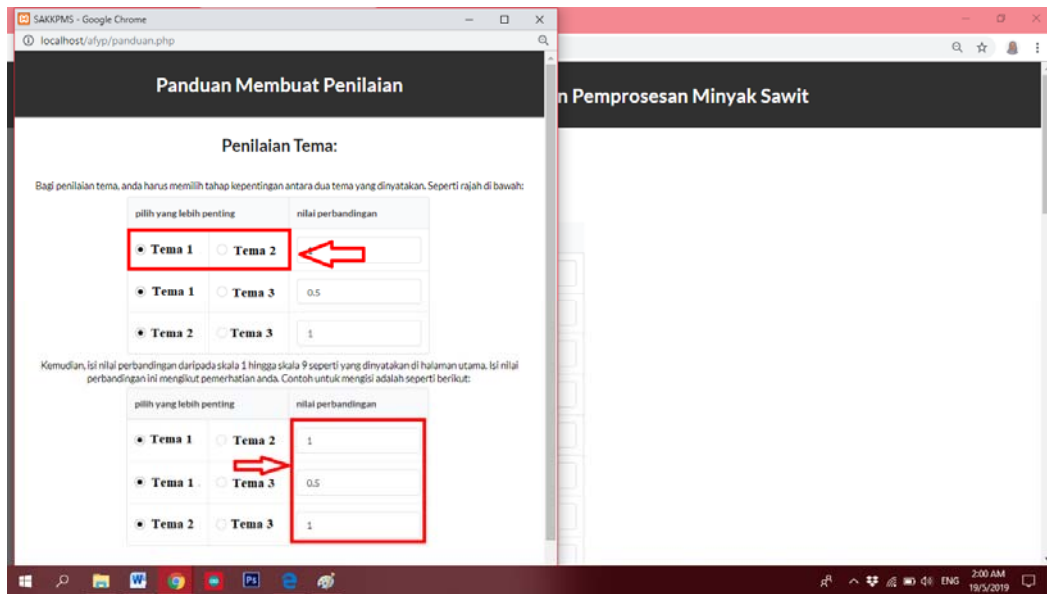 SAKKPMS - Google Chrome
localhost/afyp/panduan.php
Panduan Membuat Penilaian
n Pemprosesan Minyak Sawit
Penilaian Tema:
Bagi penilaian tema, anda harus memilih tahap kepentingan antara dua tema yang dinyatakan. Seperti rajah di bawah:
pilih yang lebih penting nilai perbandingan
Tema 1 Tema 2
Tema 1 Tema 3 0.5
Tema 2 Tema 3 1
Kemudian, isi nilai perbandingan daripada skala 1 hingga skala 9 seperti yang dinyatakan di halaman utama. Isi nilai
perbandingan ini mengikut pemerhatian anda. Contoh untuk mengisi adalah seperti berikut:
pilih yang lebih penting nilai perbandingan
Tema 1 Tema 2 1
Tema 1 Tema 3 0.5
Tema 2 Tema 3 1
W Ps ENG 2:00 AM
19/5/2019